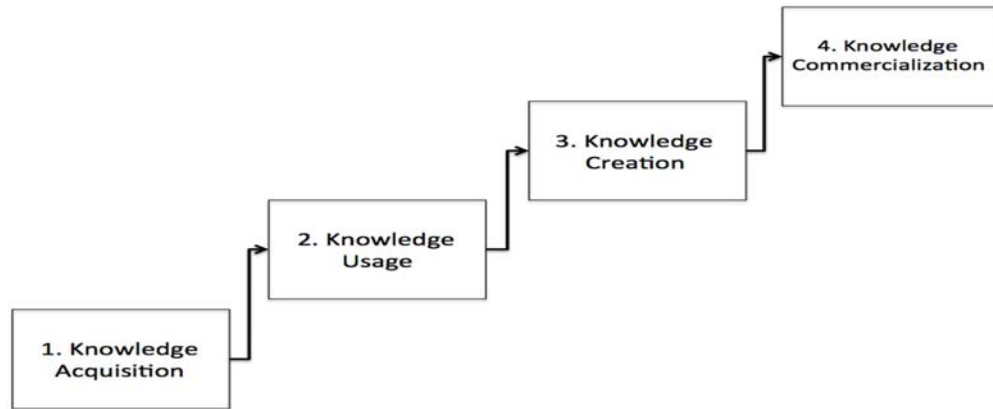 4. Knowledge
Commercialization
3. Knowledge
Creation
2. Knowledge
Usage
1. Knowledge
Acquisition